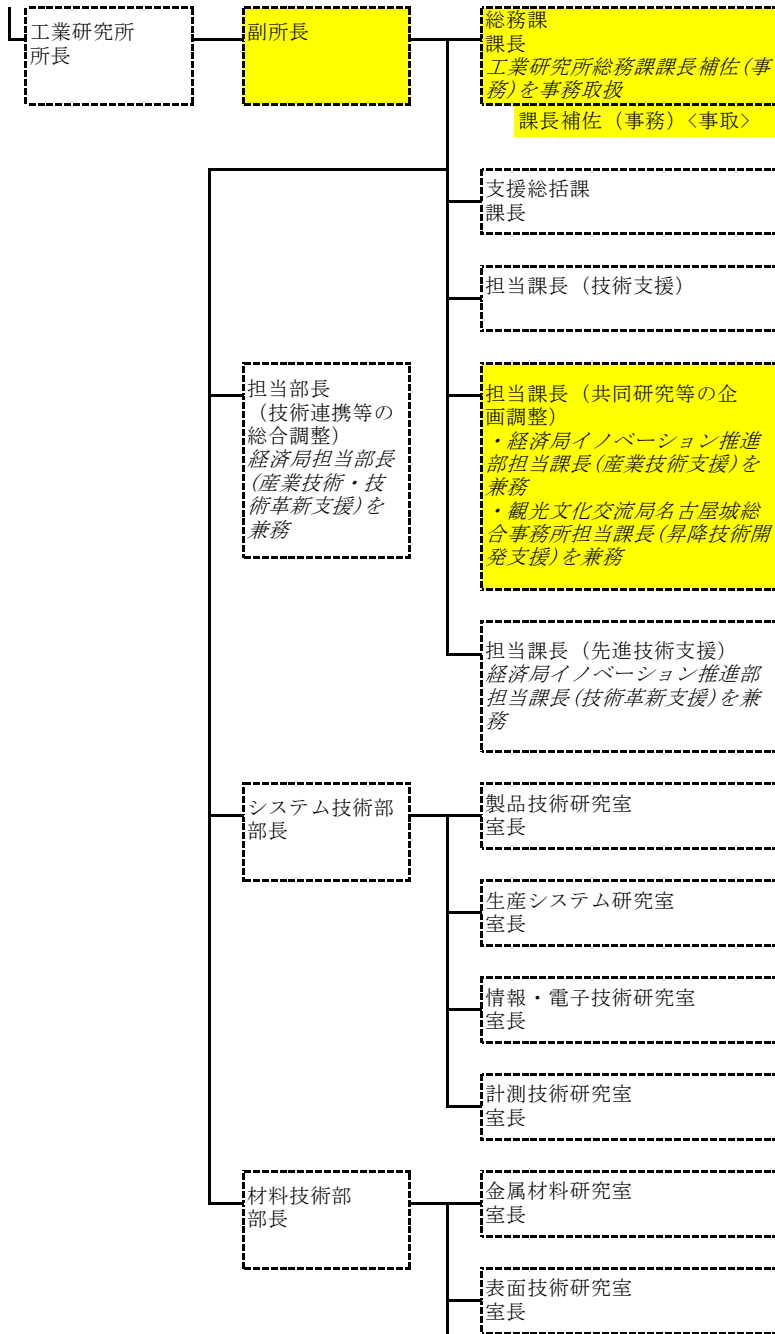 工業研究所
所長
副所長
総務課
課長
工業研究所総務課課長補佐(事
務)を事務取扱
課長補佐（事務）＜事取＞
支援総括課
課長
担当課長（技術支援）
担当部長
（技術連携等の
総合調整）
経済局担当部長
(産業技術・技
術革新支援)を
兼務
担当課長（共同研究等の企
画調整）
・経済局イノベーション推進
部担当課長(産業技術支援)を
兼務
・観光文化交流局名古屋城総
合事務所担当課長(昇降技術開
発支援)を兼務
担当課長（先進技術支援）
経済局イノベーション推進部
担当課長(技術革新支援)を兼
務
システム技術部
部長
製品技術研究室
室長
生産システム研究室
室長
情報・電子技術研究室
室長
計測技術研究室
室長
材料技術部
部長
金属材料研究室
室長
表面技術研究室
室長